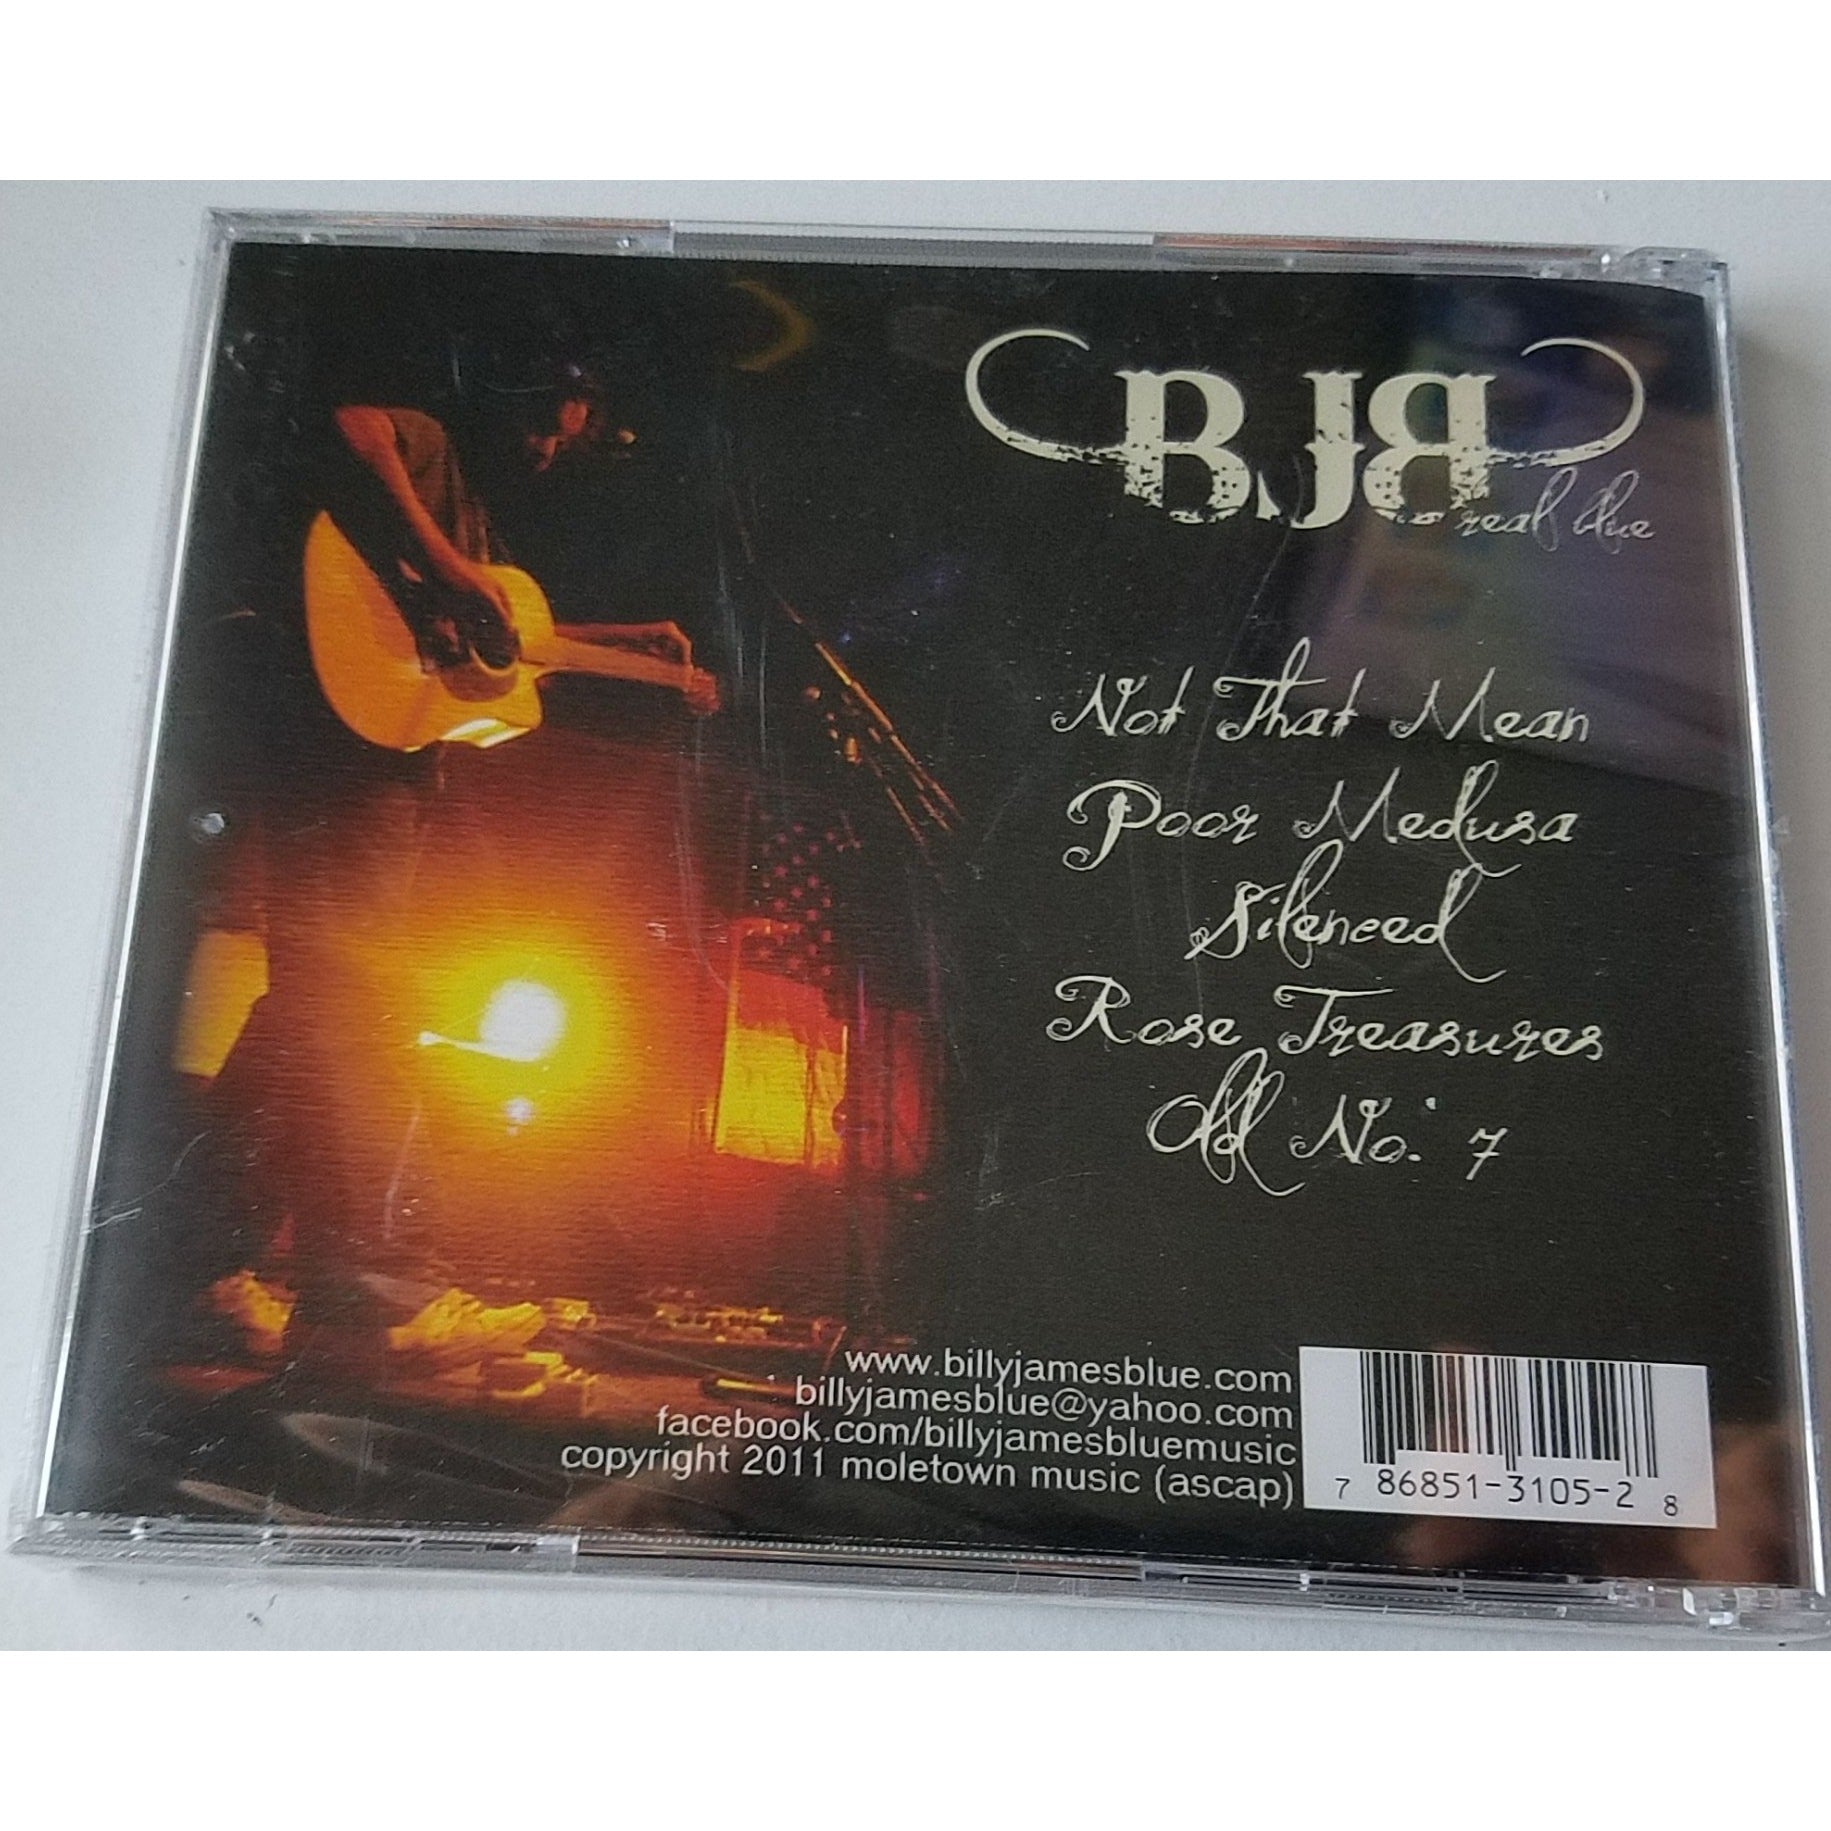 BJB
real blue
Not That Mean
Poor Medusa
Silenced
Rose Treasures
Old No. 7
www.billyjamesblue.com
billyjamesblue@yahoo.com
facebook.com/billyjamesbluemusic
copyright 2011 moletown music (ascap)
7 86851-3105-2 8